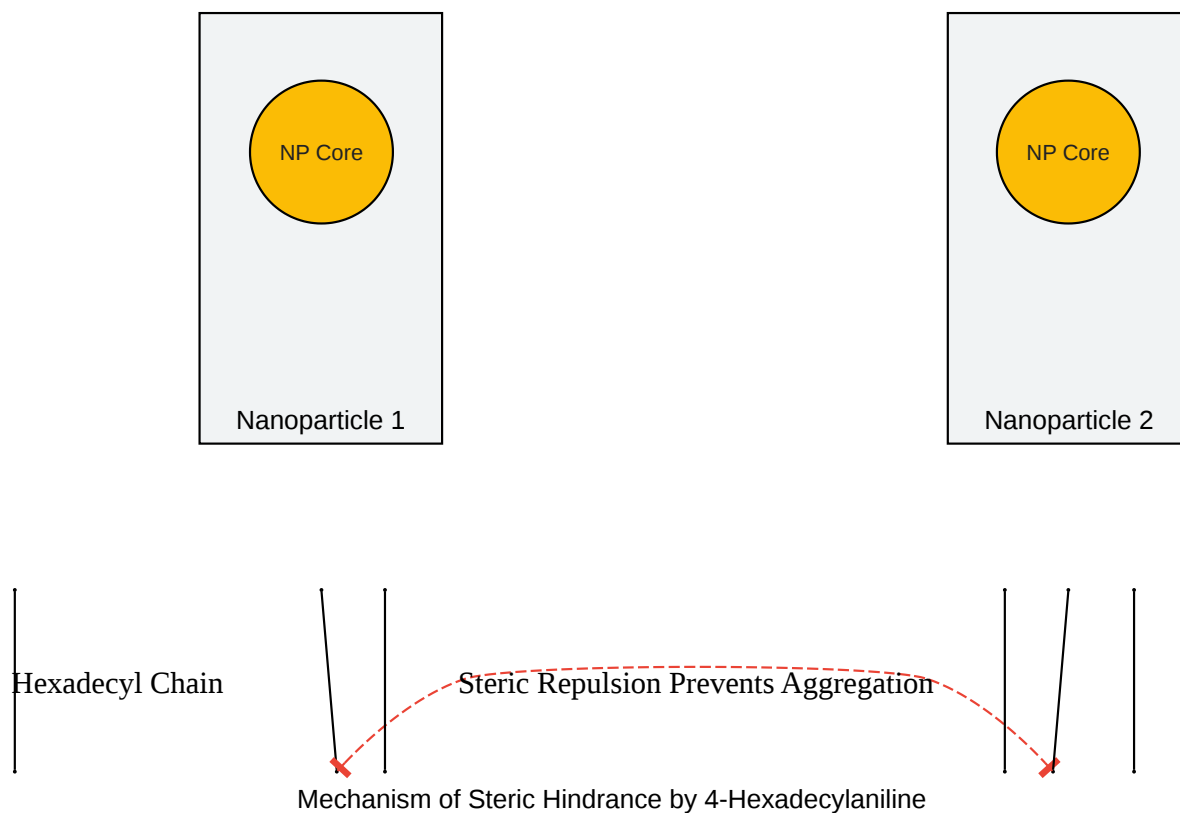 NP Core
NP Core
Nanoparticle 1
Nanoparticle 2
Hexadecyl Chain
Steric Repulsion Prevents Aggregation
Mechanism of Steric Hindrance by 4-Hexadecylaniline